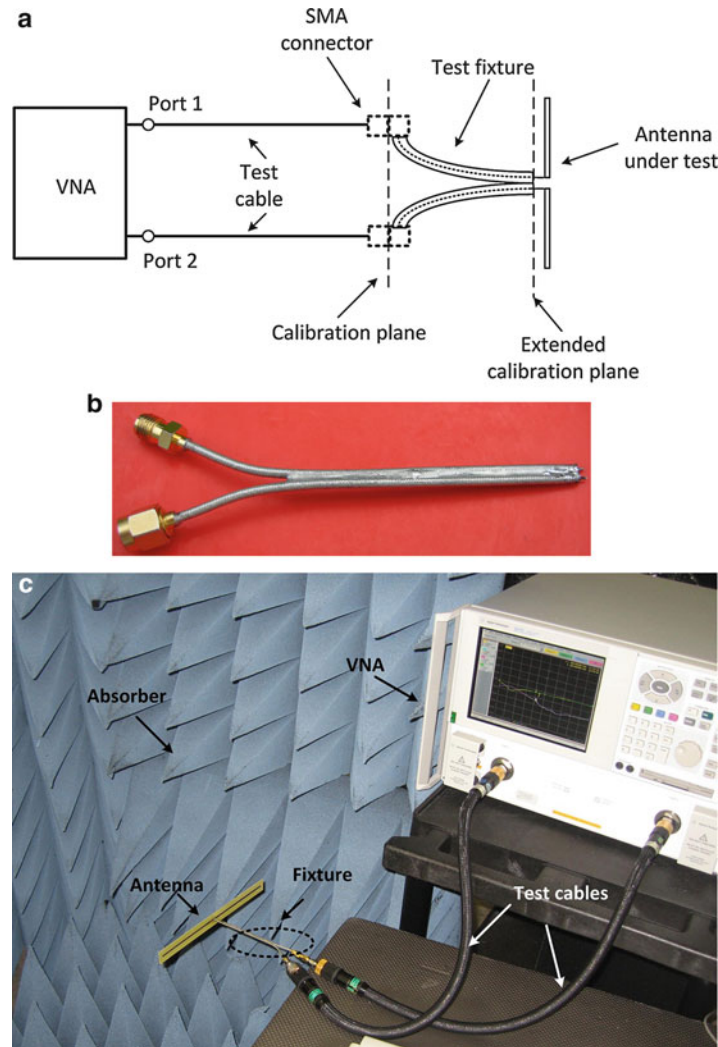 a
SMA
connector
Test fixture
Port 1
Antenna
under test
VNA
Test
cable
Port 2
Calibration plane
Extended
calibration plane
b
c
VNA
Absorber
Antenna
Fixture
Test cables